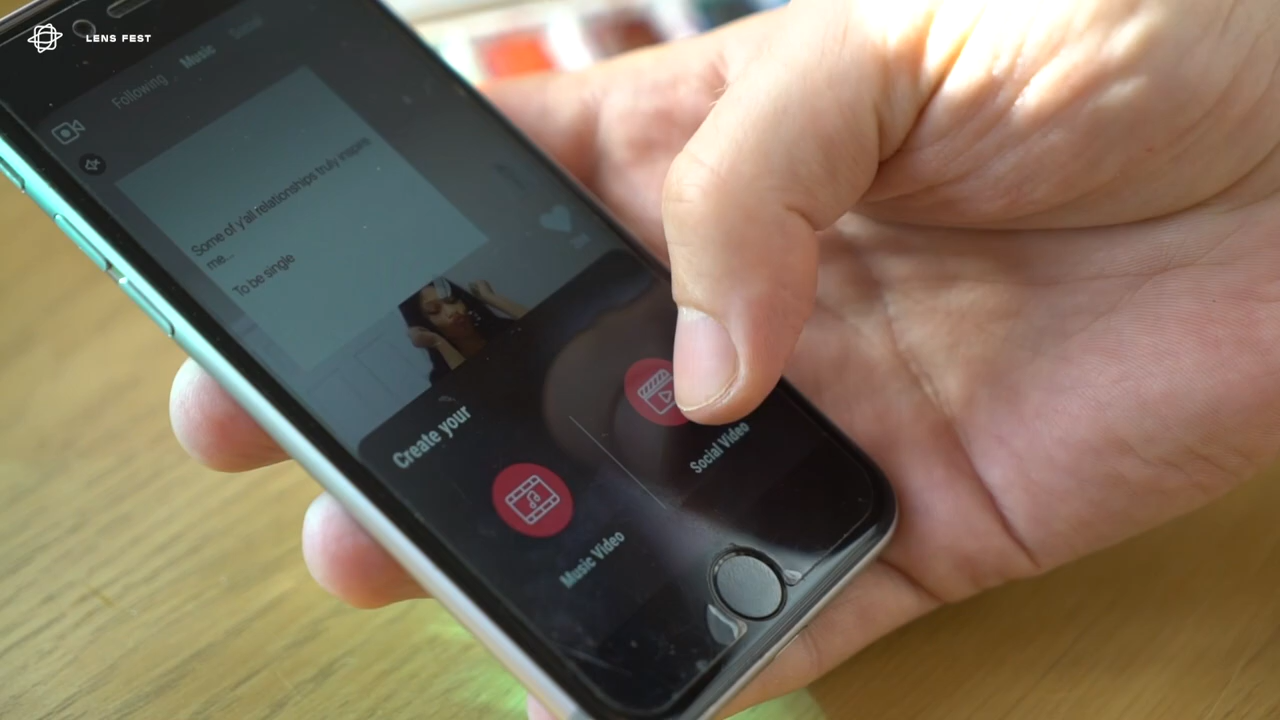 LENS FEST
Following Music
Some of y'all relationships truly inspire
me...
To be single
Create your
Music Video
Social Video